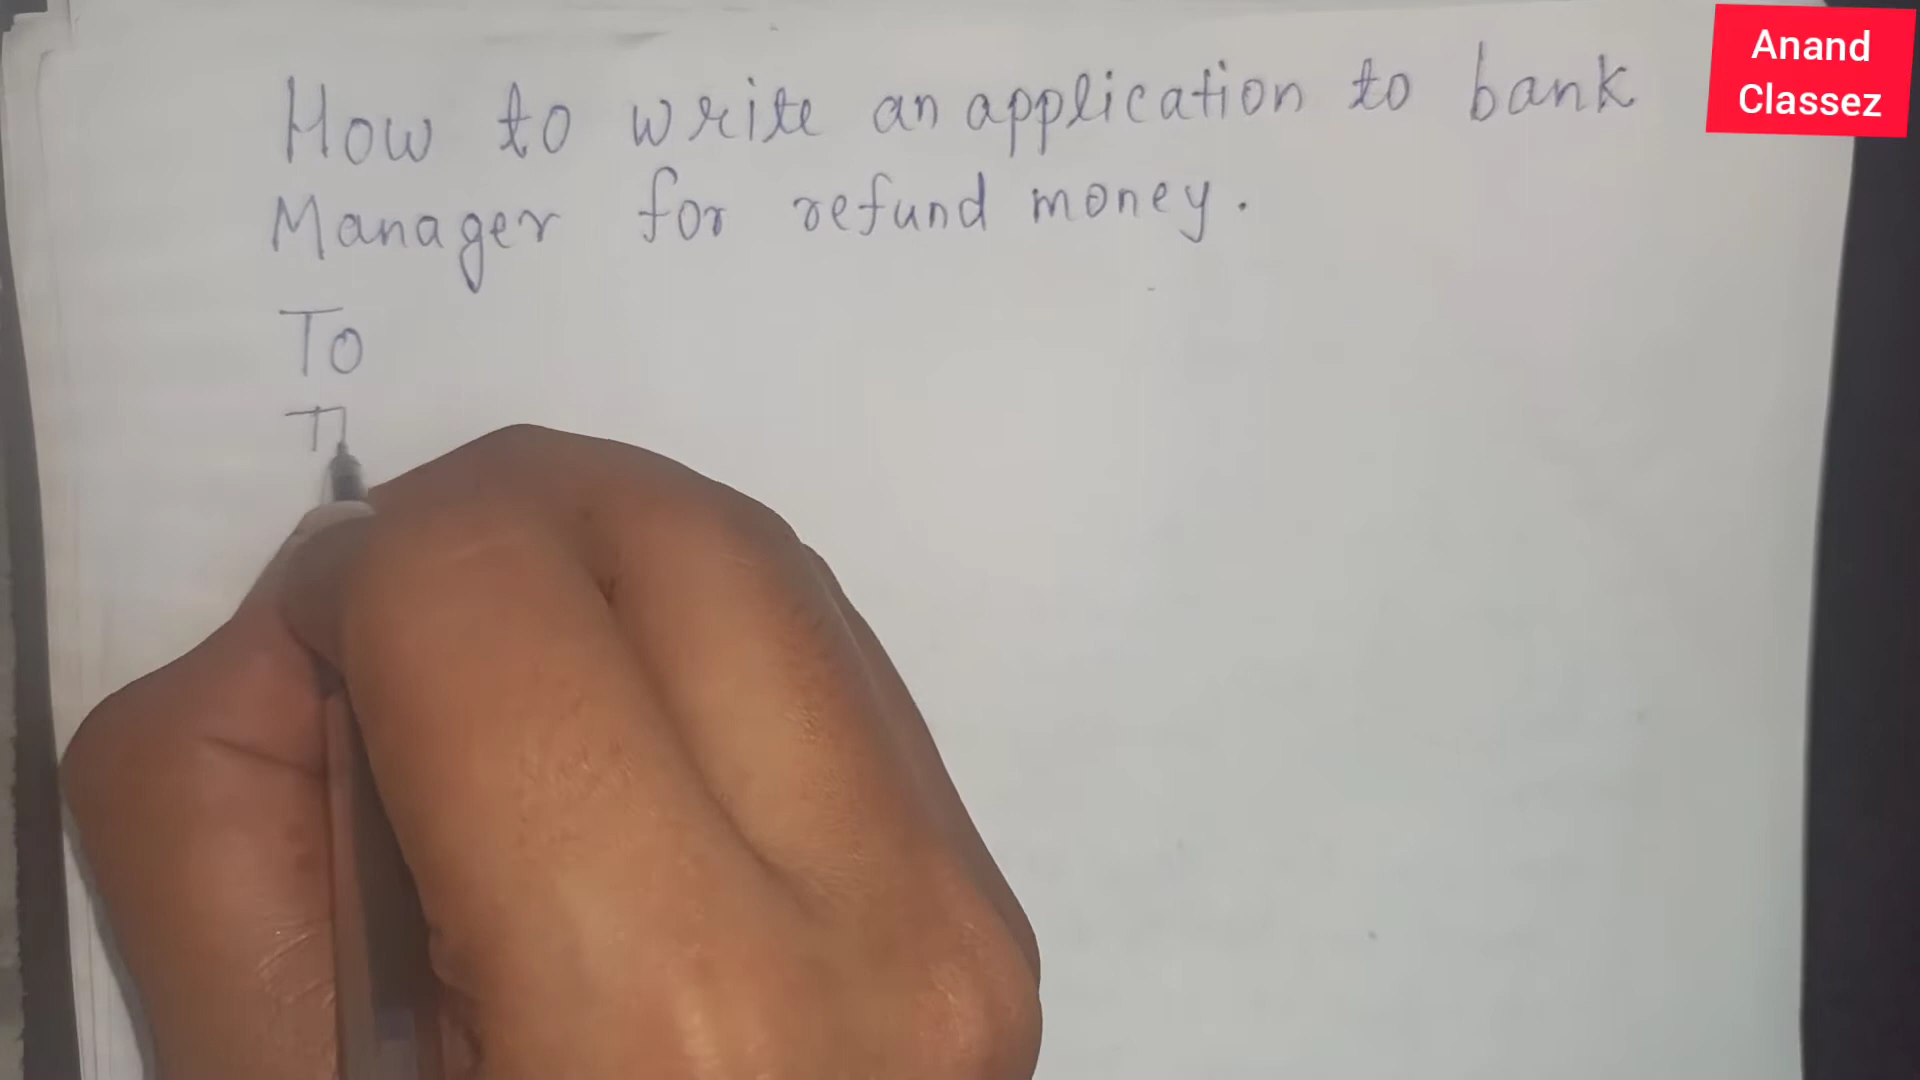 Anand
Classez
How to write an application to bank
Manager for refund money.
To